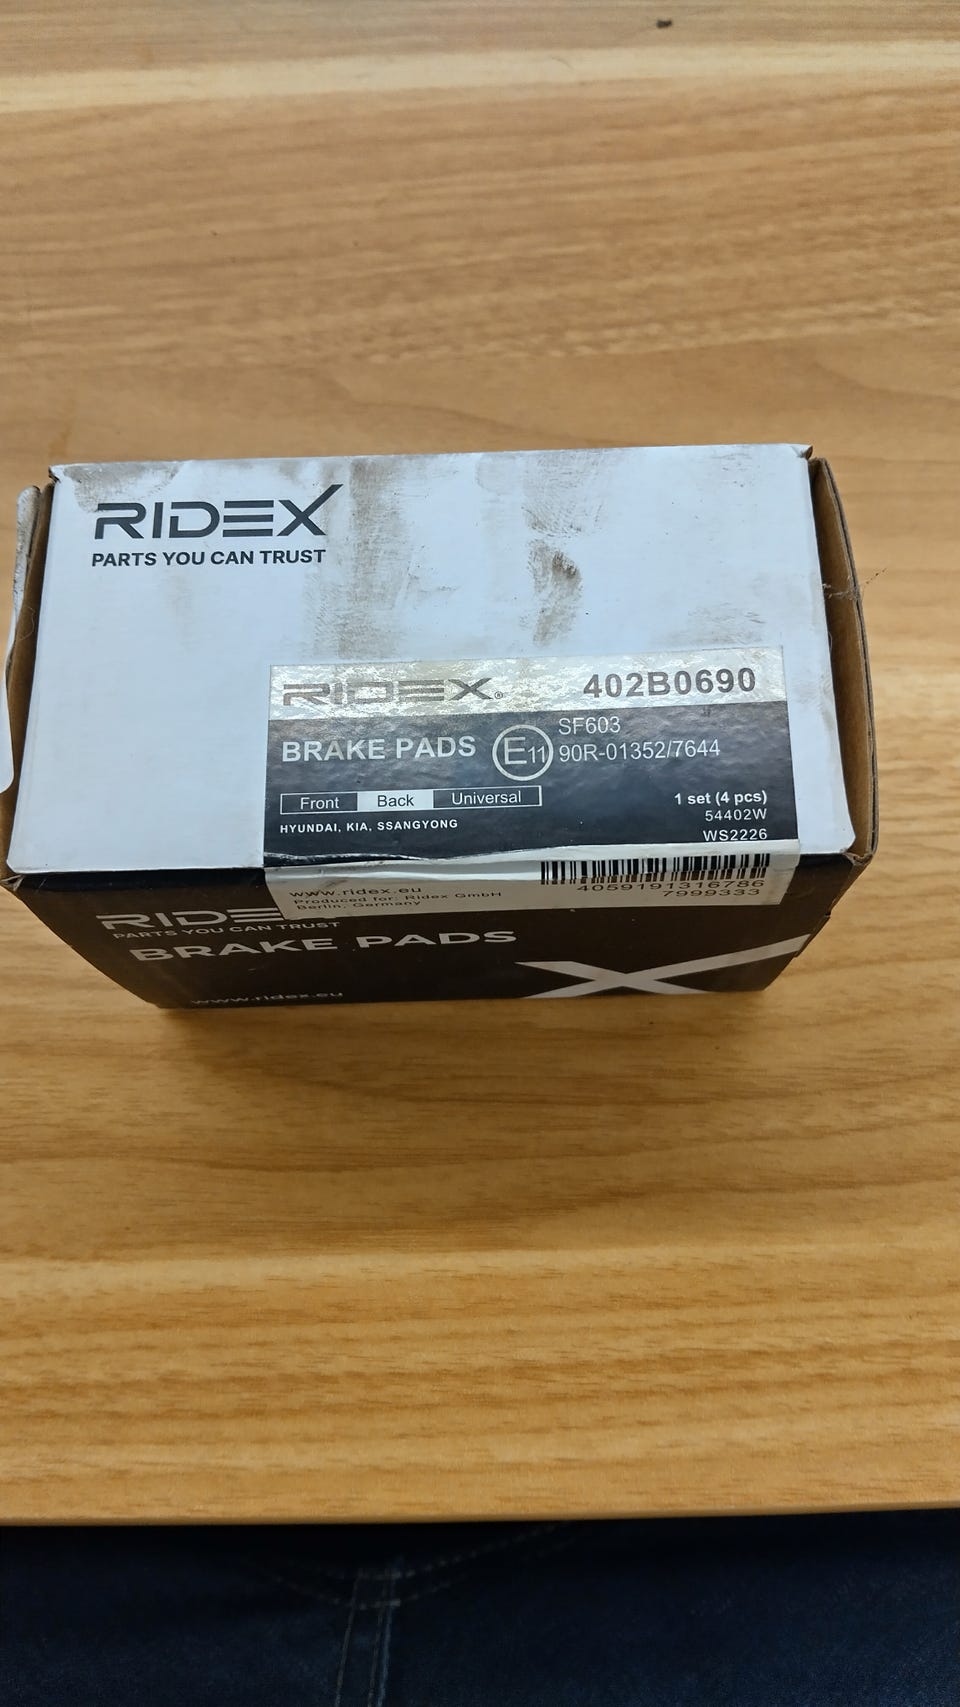 RIDEX
PARTS YOU CAN TRUST
RIDEX® 402B0690
SF603
BRAKE PADS E11 90R-01352/7644
Front Back Universal
1 set (4 pcs)
54402W
HYUNDAI, KIA, SSANGYONG
WS2226
www.ridex.eu
Produced for: Ridex GmbH
Berlin, Germany
4059191316786
7999333
RIDEX
PARTS YOU CAN TRUST
BRAKE PADS
www.ridex.eu